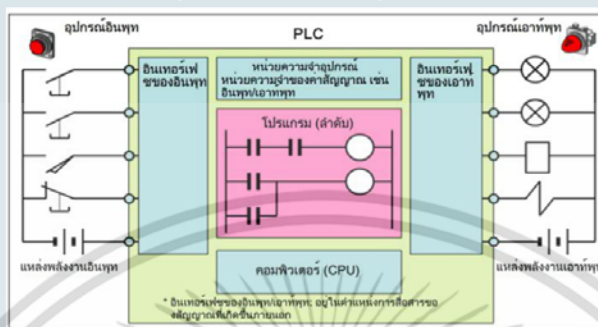 อุปกรณ์อินพุท
PLC
อุปกรณ์เอาท์พุท
อินเทอร์เฟ
ซของอินพุท
หน่วยความจำอุปกรณ์
หน่วยความจำของค่าสัญญาณ เช่น
อินพุท/เอาทพุท
อินเทอร์เฟ
ซของเอาท
พุท
โปรแกรม (ลำดับ)
แหล่งพลังงานอินพุท
คอมพิวเตอร์ (CPU)
แหล่งพลังงานเอาท์พุท
* อินเทอร์เฟซของอินพุท/เอาท์พุท: อยู่ในตำแหน่งการสื่อสารขอ
งสัญญาณที่เกิดขึ้นภายนอก